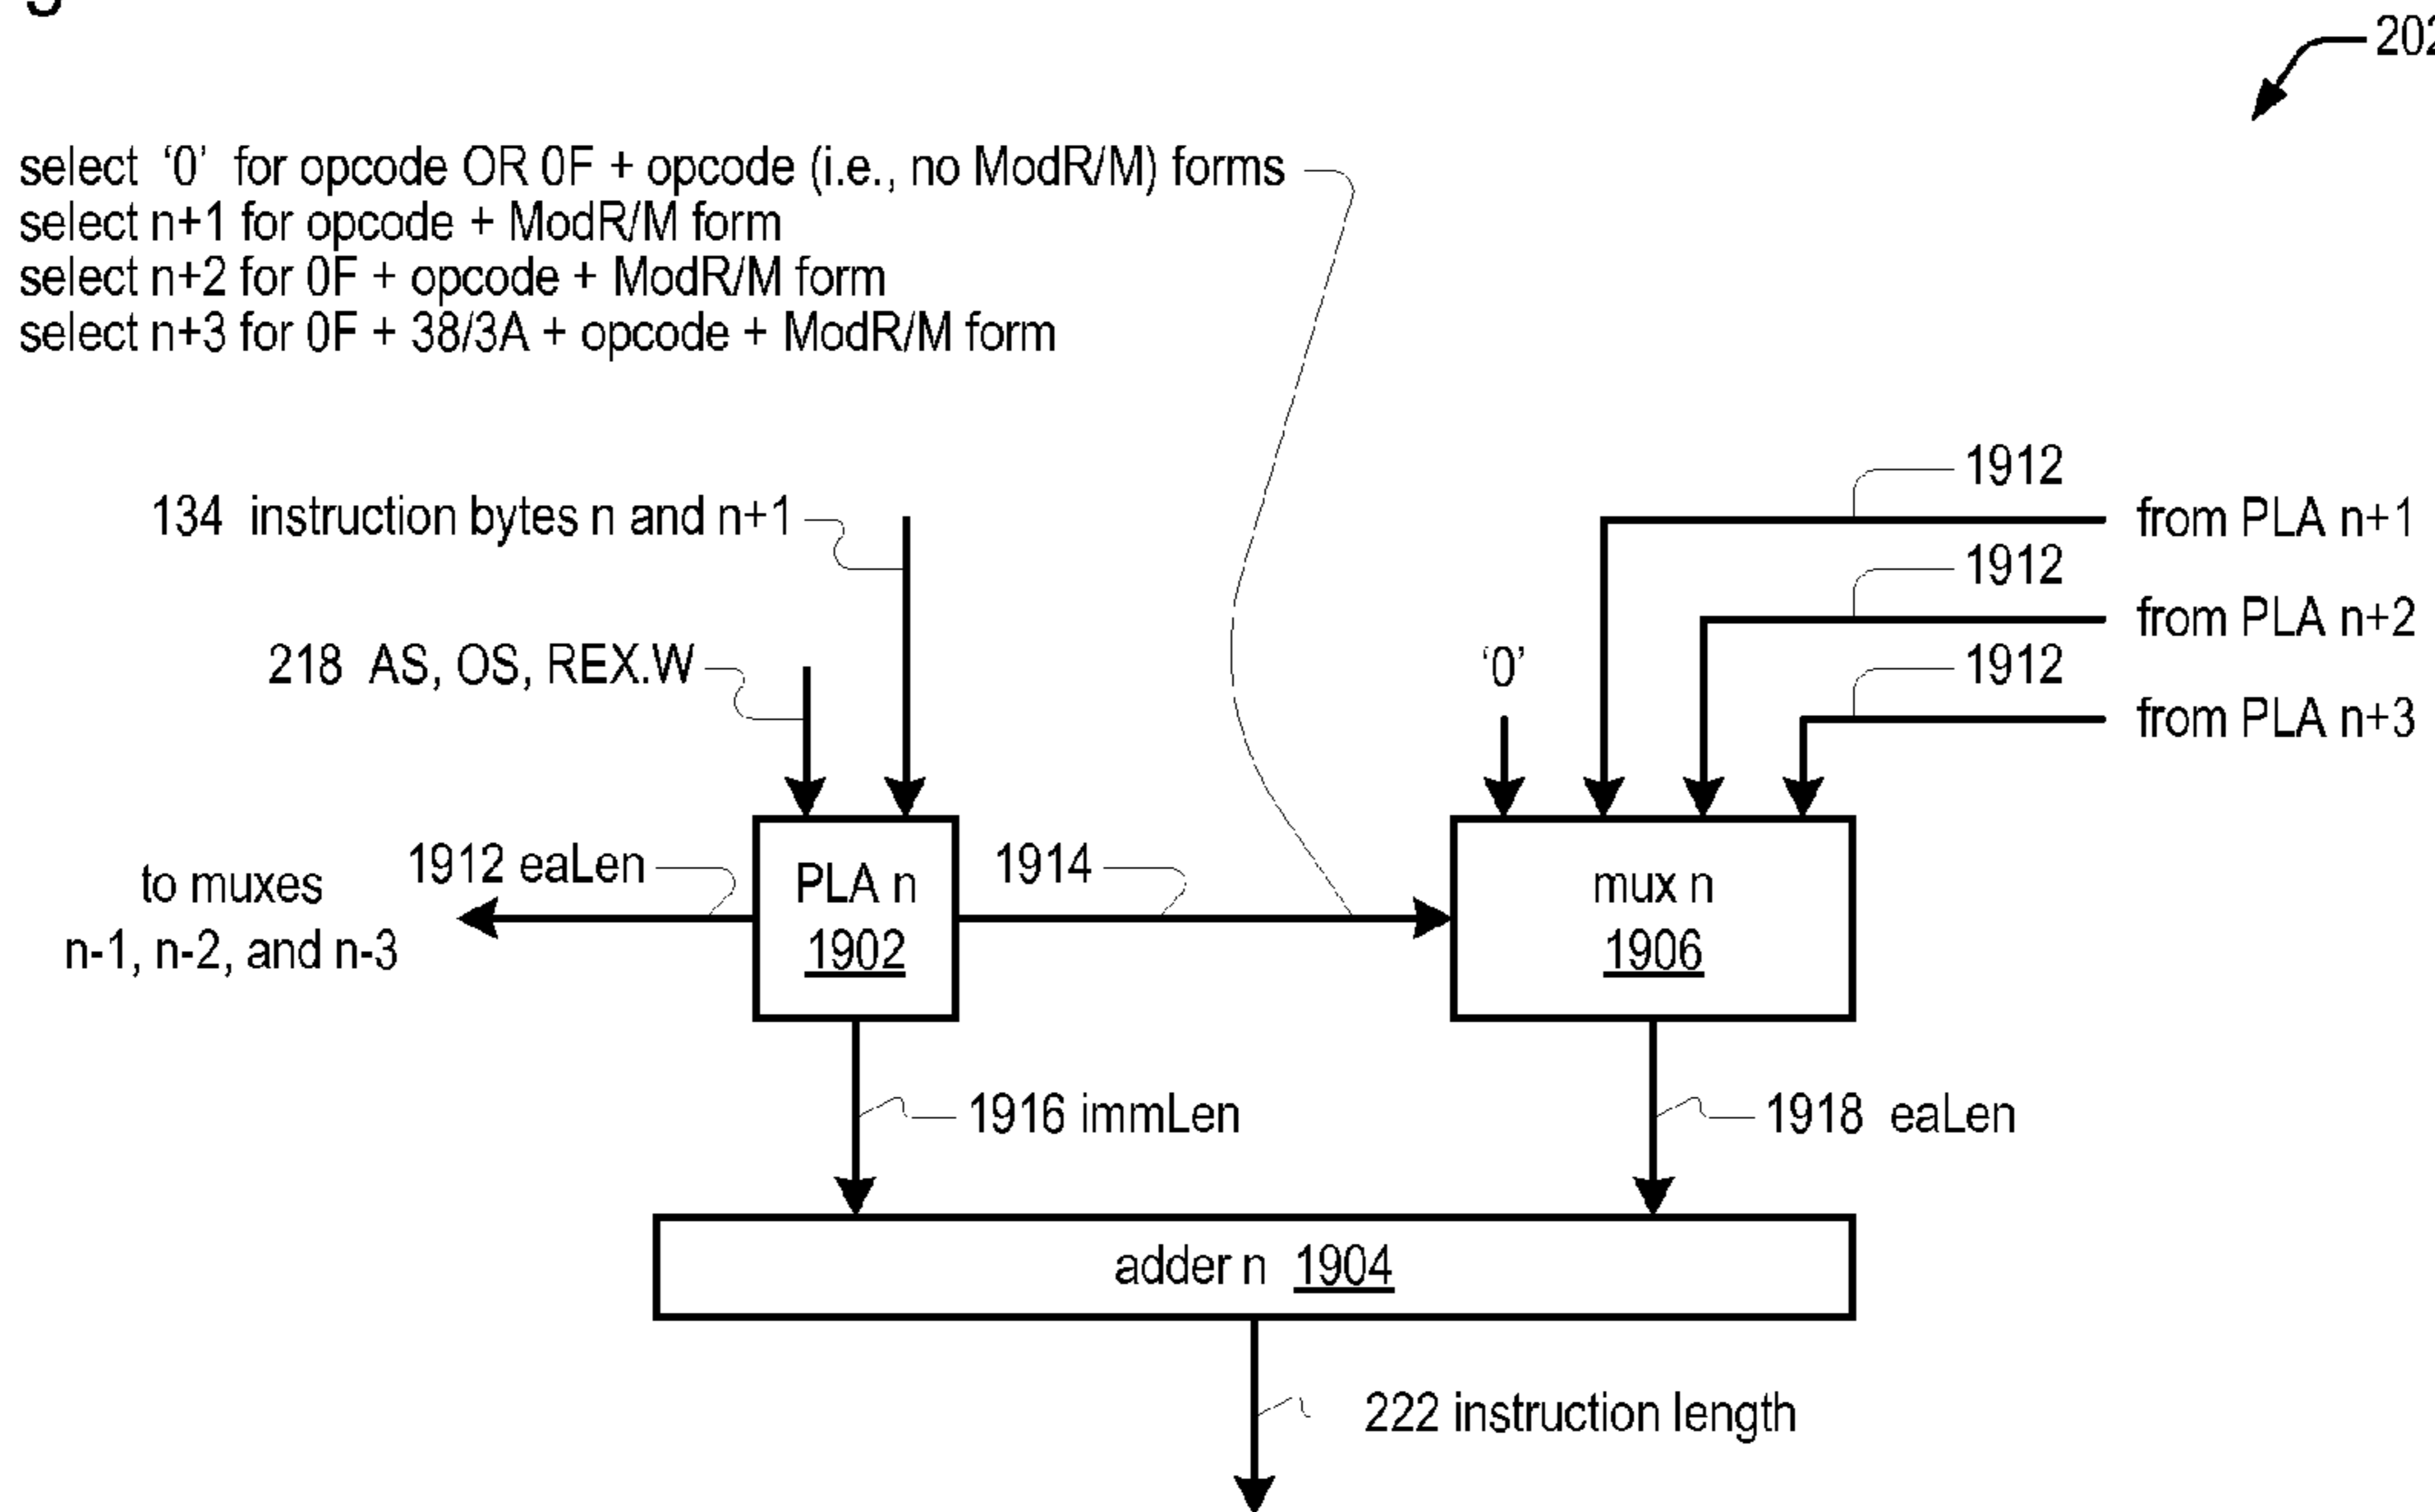 202
select ‘0’ for opcode OR 0F + opcode (i.e., no ModR/M) forms
select n+1 for opcode + ModR/M form
select n+2 for 0F + opcode + ModR/M form
select n+3 for 0F + 38/3A + opcode + ModR/M form
1912
134 instruction bytes n and n+1
from PLA n+1
1912
from PLA n+2
218 AS, OS, REX.W
‘0’
1912
from PLA n+3
to muxes
n-1, n-2, and n-3
1912 eaLen
PLA n
1902
1914
mux n
1906
1916 immLen
1918 eaLen
adder n 1904
222 instruction length